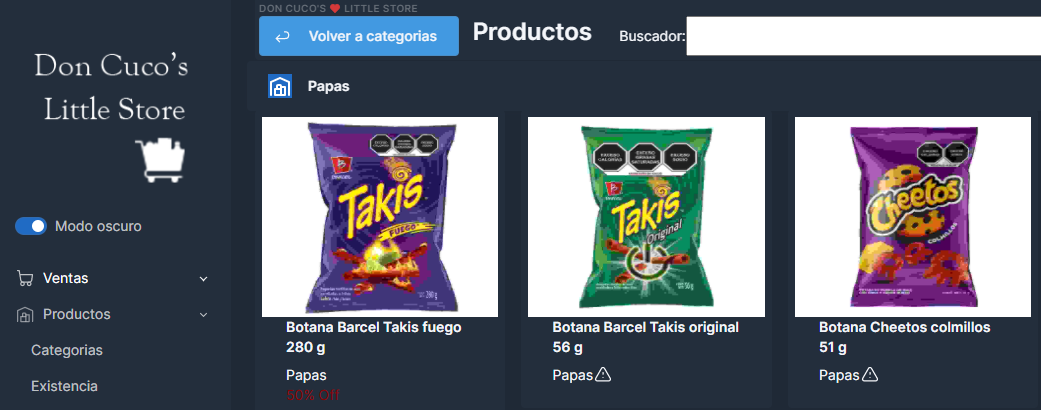 DON CUCO'S ❤ LITTLE STORE
Volver a categorias
Productos
Buscador:
Don Cuco's
Little Store
Papas
Modo oscuro
Ventas
Productos
Categorias
Existencia
BARCEL
Takis
FUEGO
280 g
Takis
Original
Cheetos
COLMILLOS
Botana Barcel Takis fuego
280 g
Papas
50% Off
Botana Barcel Takis original
56 g
Papas
Botana Cheetos colmillos
51 g
Papas